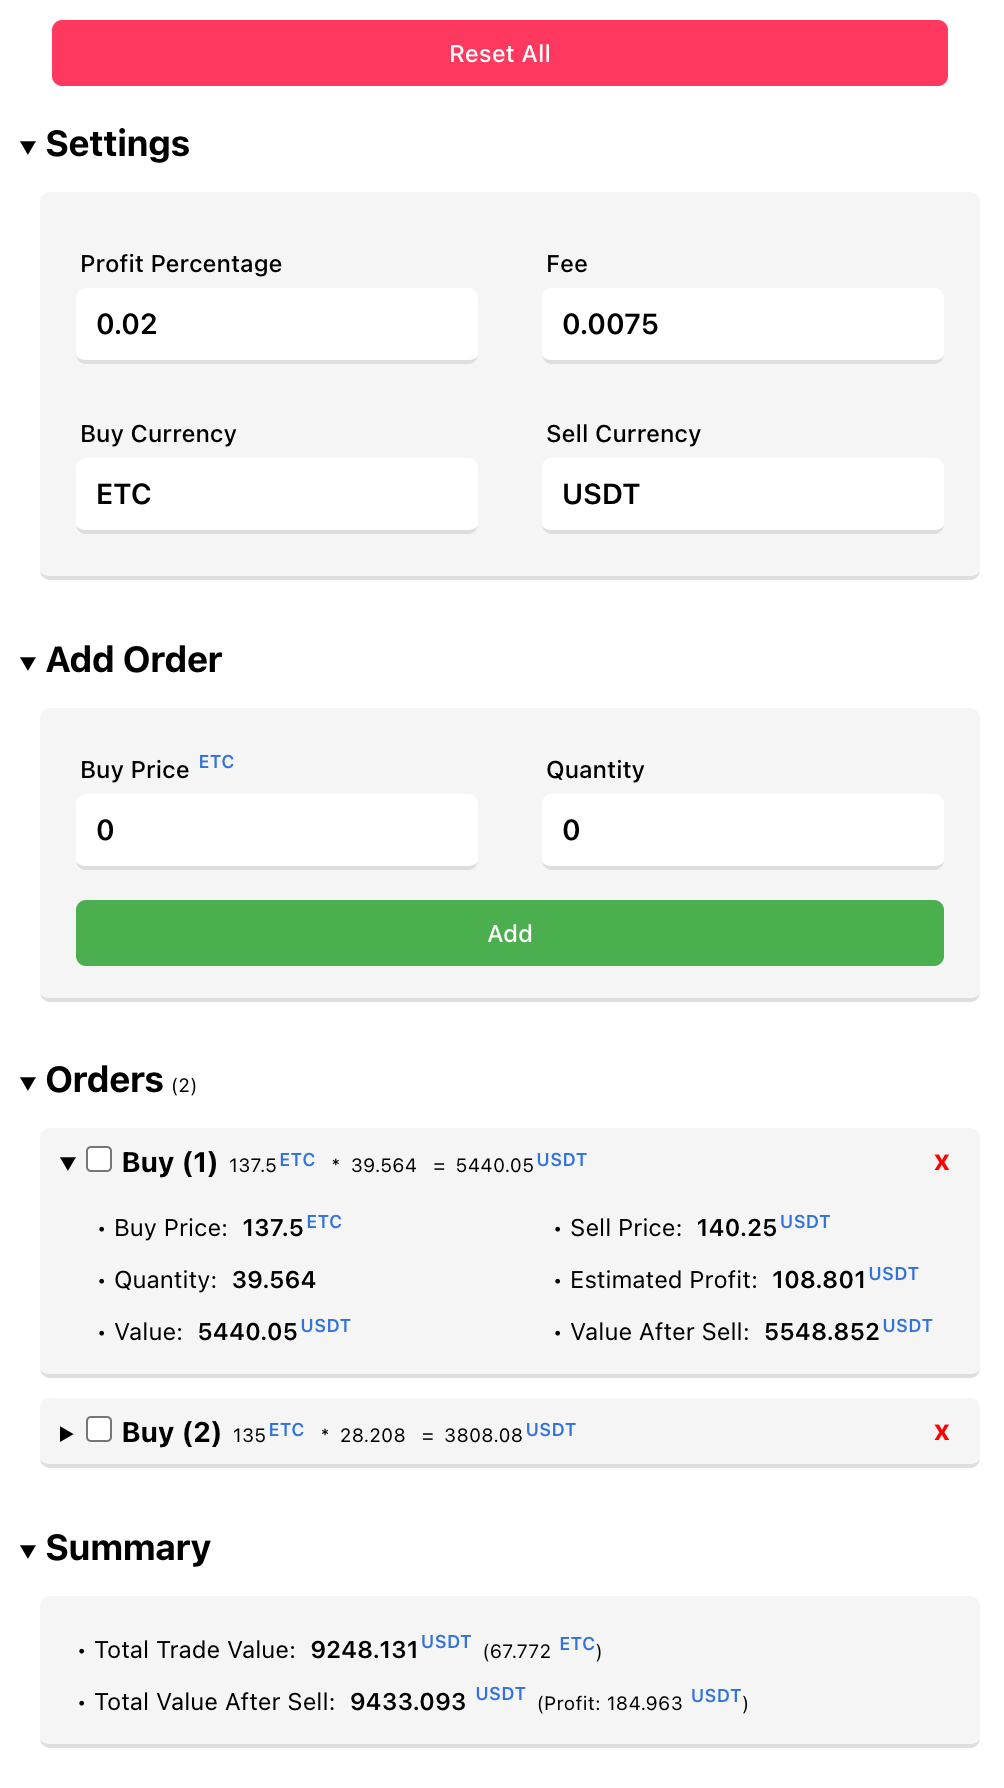 Reset All
▼ Settings
Profit Percentage Fee
0.02 0.0075
Buy Currency Sell Currency
ETC USDT
▼ Add Order
Buy Price ETC Quantity
0 0
Add
▼ Orders (2)
▼ Buy (1) 137.5 ETC * 39.564 = 5440.05 USDT x
• Buy Price: 137.5 ETC • Sell Price: 140.25 USDT
• Quantity: 39.564 • Estimated Profit: 108.801 USDT
• Value: 5440.05 USDT • Value After Sell: 5548.852 USDT
▶ Buy (2) 135 ETC * 28.208 = 3808.08 USDT x
▼ Summary
• Total Trade Value: 9248.131 USDT (67.772 ETC)
• Total Value After Sell: 9433.093 USDT (Profit: 184.963 USDT)